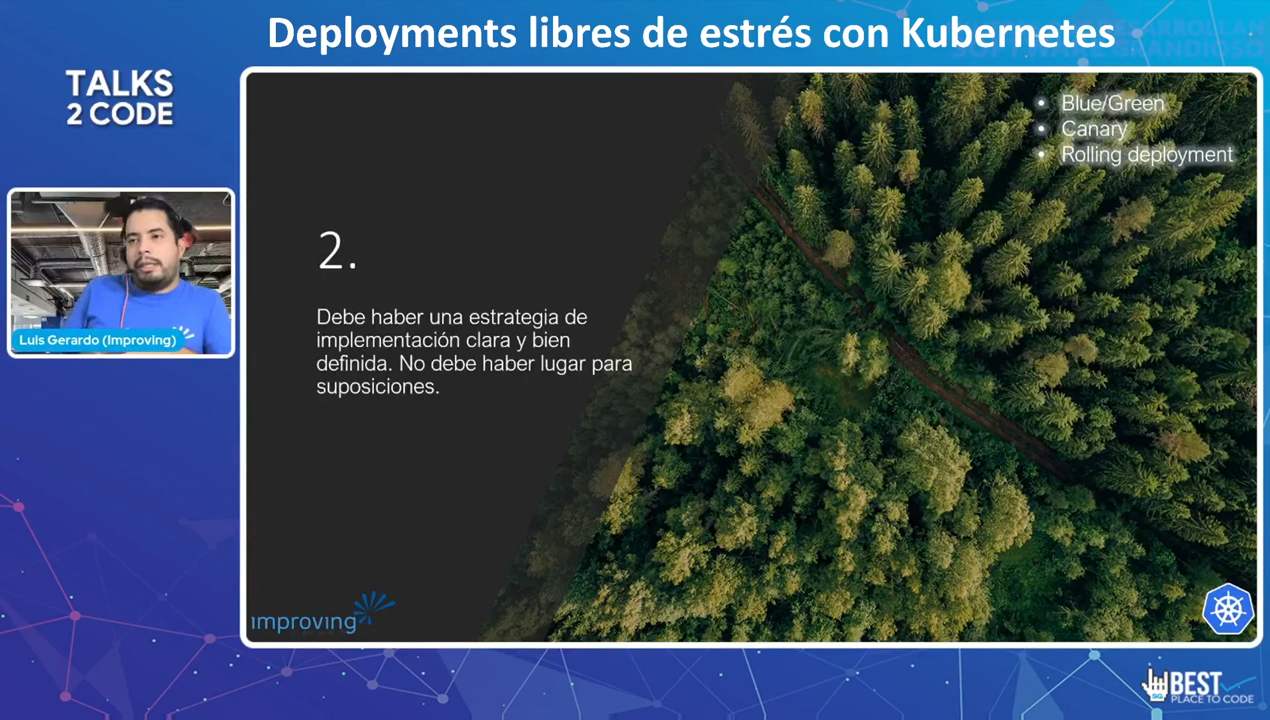 Deployments libres de estrés con Kubernetes
TALKS
2 CODE
Luis Gerardo (Improving)
Blue/Green
Canary
Rolling deployment
2.
Debe haber una estrategia de
implementación clara y bien
definida. No debe haber lugar para
suposiciones.
improving
SG BEST
PLACE TO CODE